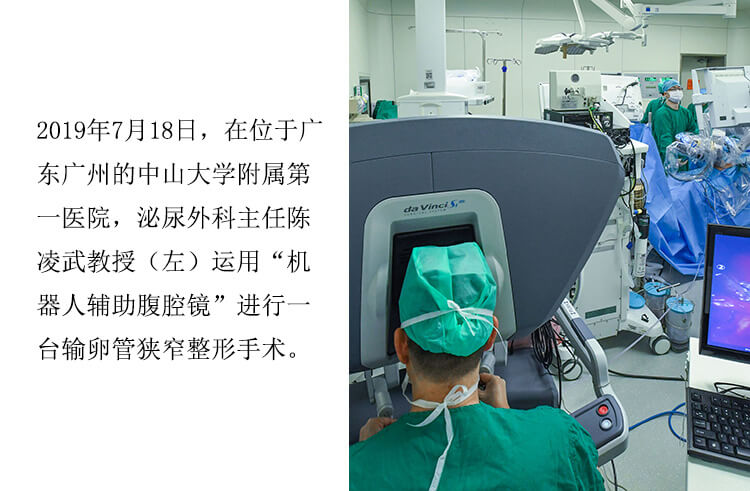 2019年7月18日，在位于广
东广州的中山大学附属第
一医院，泌尿外科主任陈
凌武教授（左）运用“机
器人辅助腹腔镜”进行一
台输卵管狭窄整形手术。
da Vinci Si